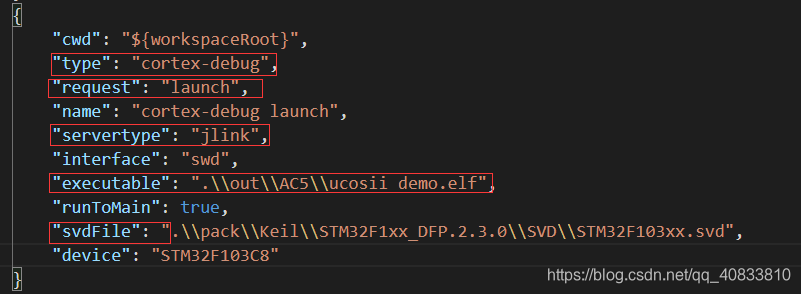 {
"cwd": "${workspaceRoot}",
"type": "cortex-debug",
"request": "launch",
"name": "cortex-debug launch",
"servertype": "jlink",
"interface": "swd",
"executable": ".\\out\\AC5\\ucosii_demo.elf",
"runToMain": true,
"svdFile": ".\\pack\\Keil\\STM32F1xx_DFP.2.3.0\\SVD\\STM32F103xx.svd",
"device": "STM32F103C8"
}
https://blog.csdn.net/qq_40833810